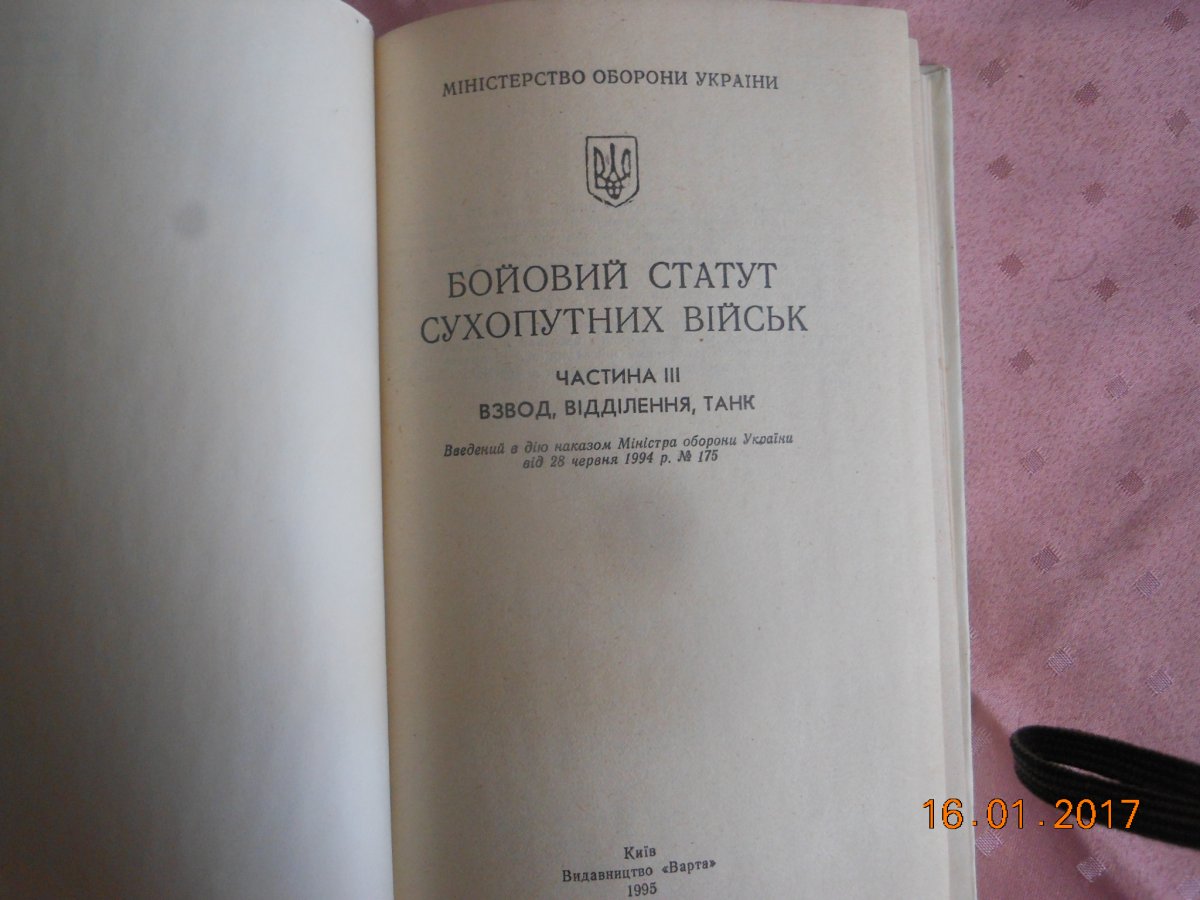 МІНІСТЕРСТВО ОБОРОНИ УКРАЇНИ
БОЙОВИЙ СТАТУТ
СУХОПУТНИХ ВІЙСЬК
ЧАСТИНА III
ВЗВОД, ВІДДІЛЕННЯ, ТАНК
Введений в дію наказом Міністра оборони України
від 28 червня 1994 р. № 175
Київ
Видавництво «Варта»
1995
16.01.2017